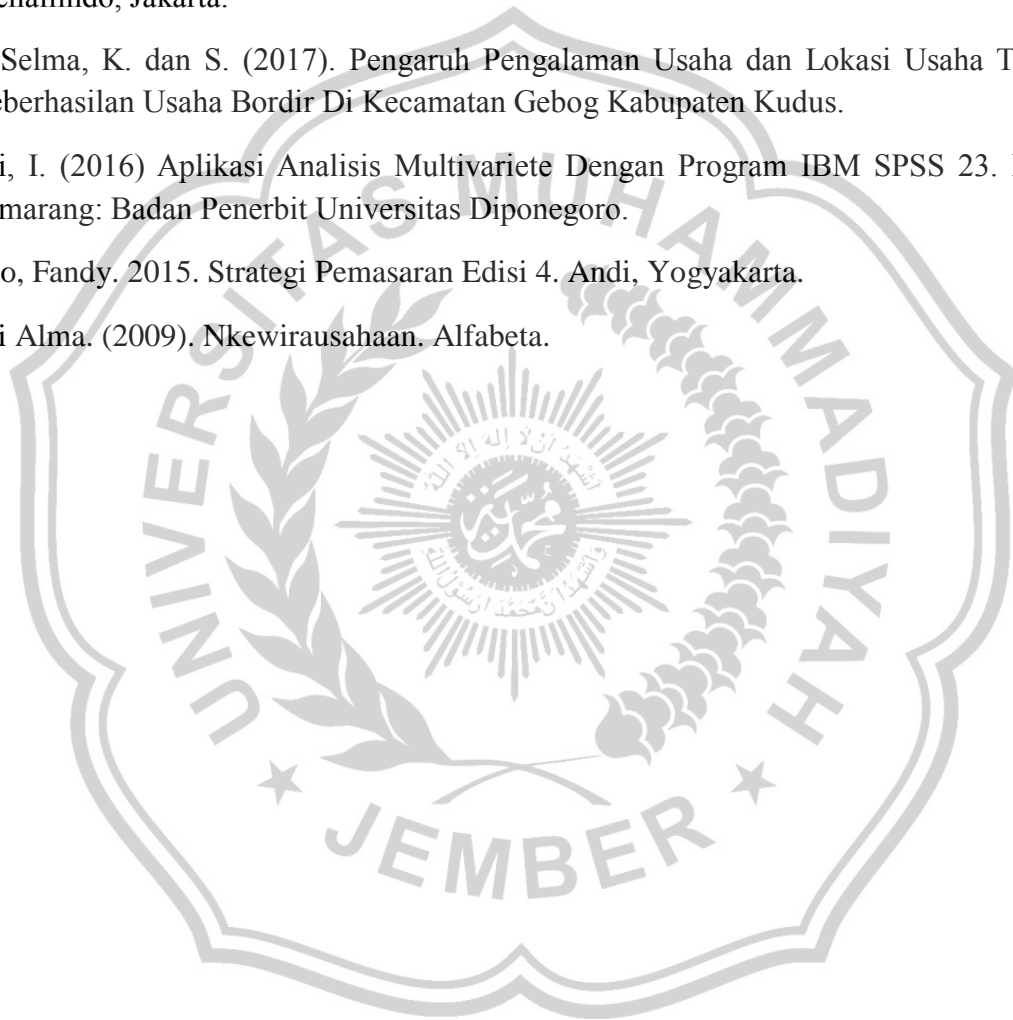 Selma, K. dan S. (2017). Pengaruh Pengalaman Usaha dan Lokasi Usaha T
eberhasilan Usaha Bordir Di Kecamatan Gebog Kabupaten Kudus.
i, I. (2016) Aplikasi Analisis Multivariete Dengan Program IBM SPSS 23.
marang: Badan Penerbit Universitas Diponegoro.
o, Fandy. 2015. Strategi Pemasaran Edisi 4. Andi, Yogyakarta.
i Alma. (2009). Nkewirausahaan. Alfabeta.
UNIVERSITAS MUHAMMADIYAH
JEMBER